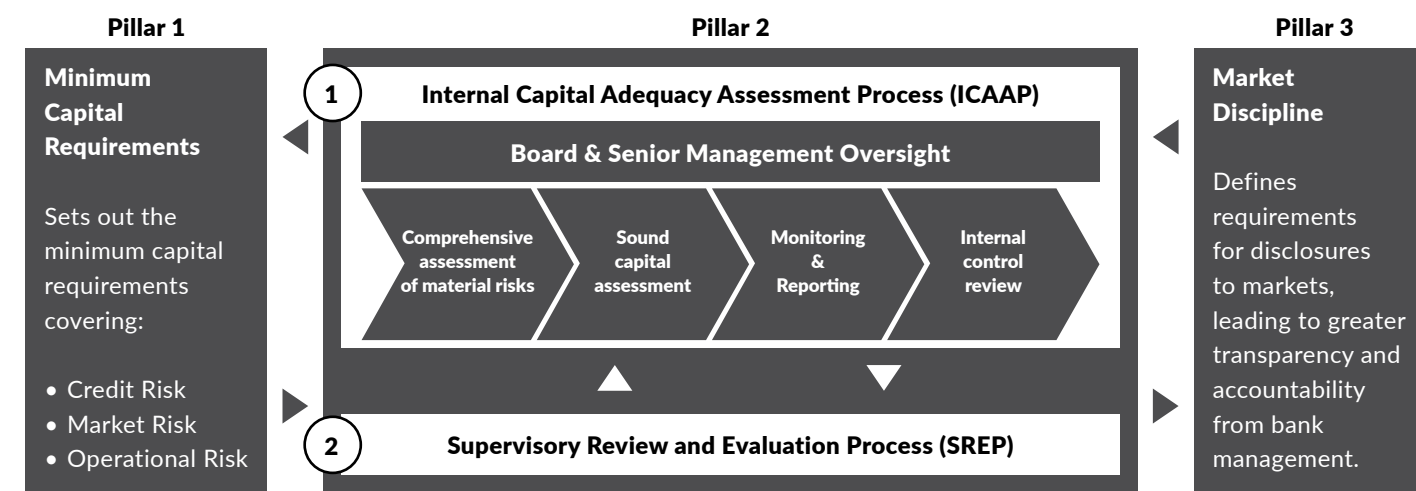 Pillar 1
Minimum
Capital
Requirements
Sets out the
minimum capital
requirements
covering:
• Credit Risk
• Market Risk
• Operational Risk
Pillar 2
1
Internal Capital Adequacy Assessment Process (ICAAP)
Board & Senior Management Oversight
Comprehensive
assessment
of material risks
Sound
capital
assessment
Monitoring
&
Reporting
Internal
control
review
2
Supervisory Review and Evaluation Process (SREP)
Pillar 3
Market
Discipline
Defines
requirements
for disclosures
to markets,
leading to greater
transparency and
accountability
from bank
management.